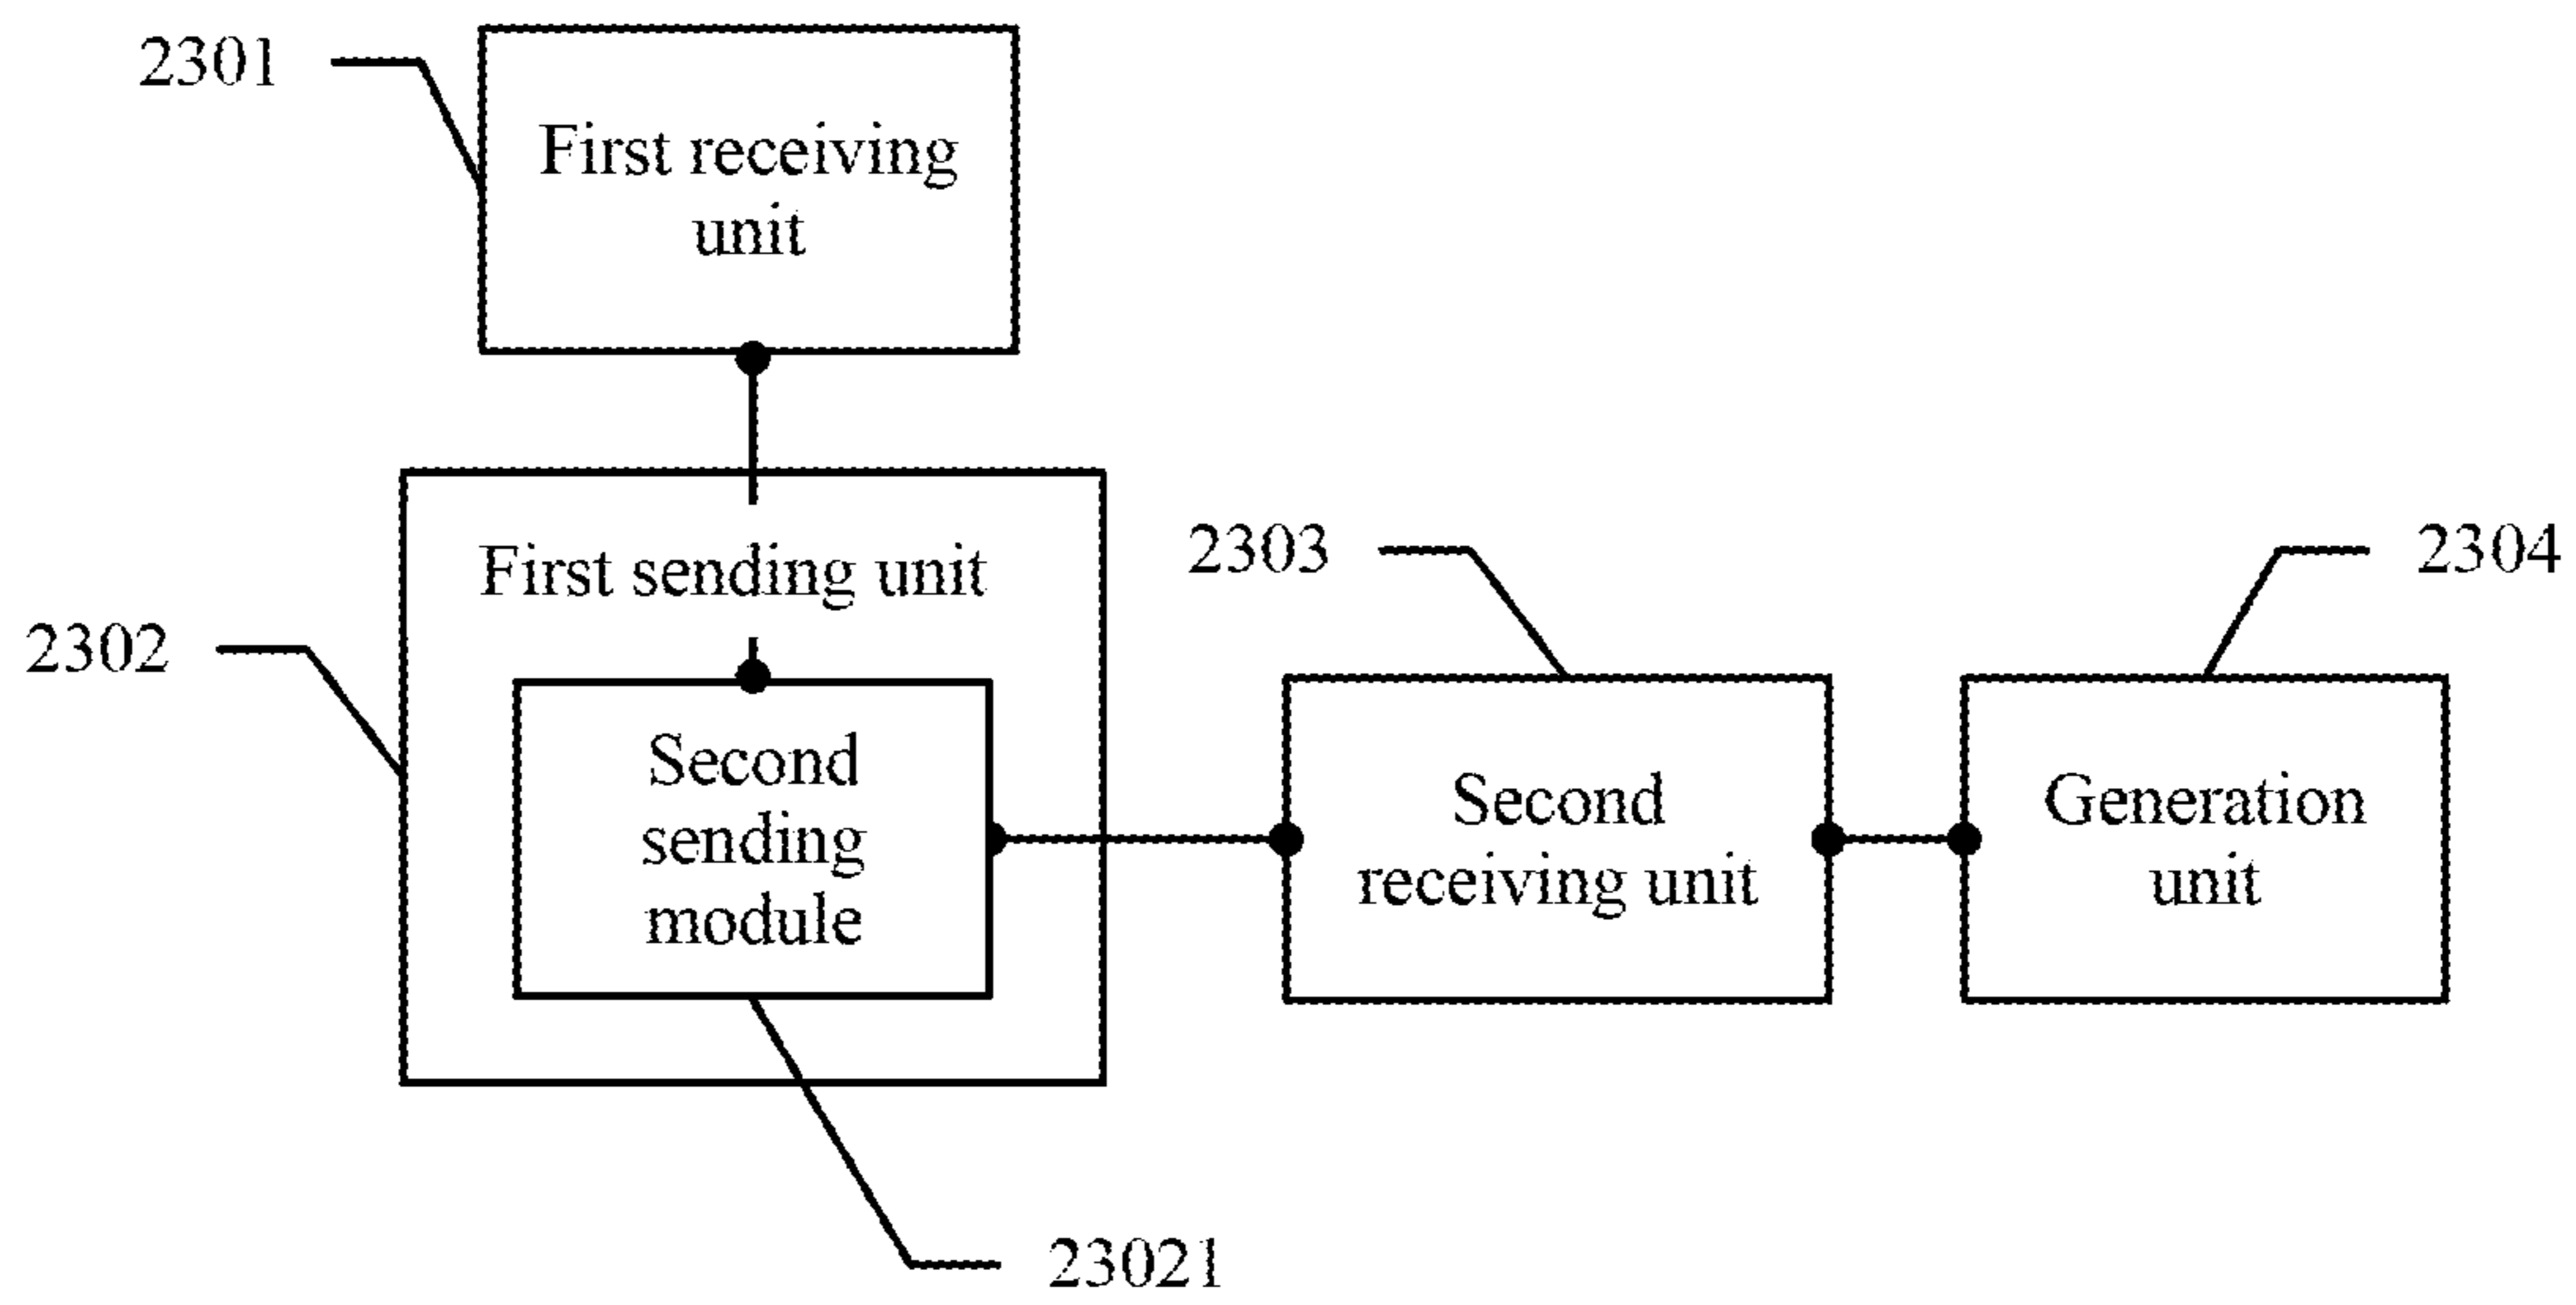 2301
First receiving
unit
First sending unit
2302
2303
2304
Second
sending
module
Second
receiving unit
Generation
unit
23021